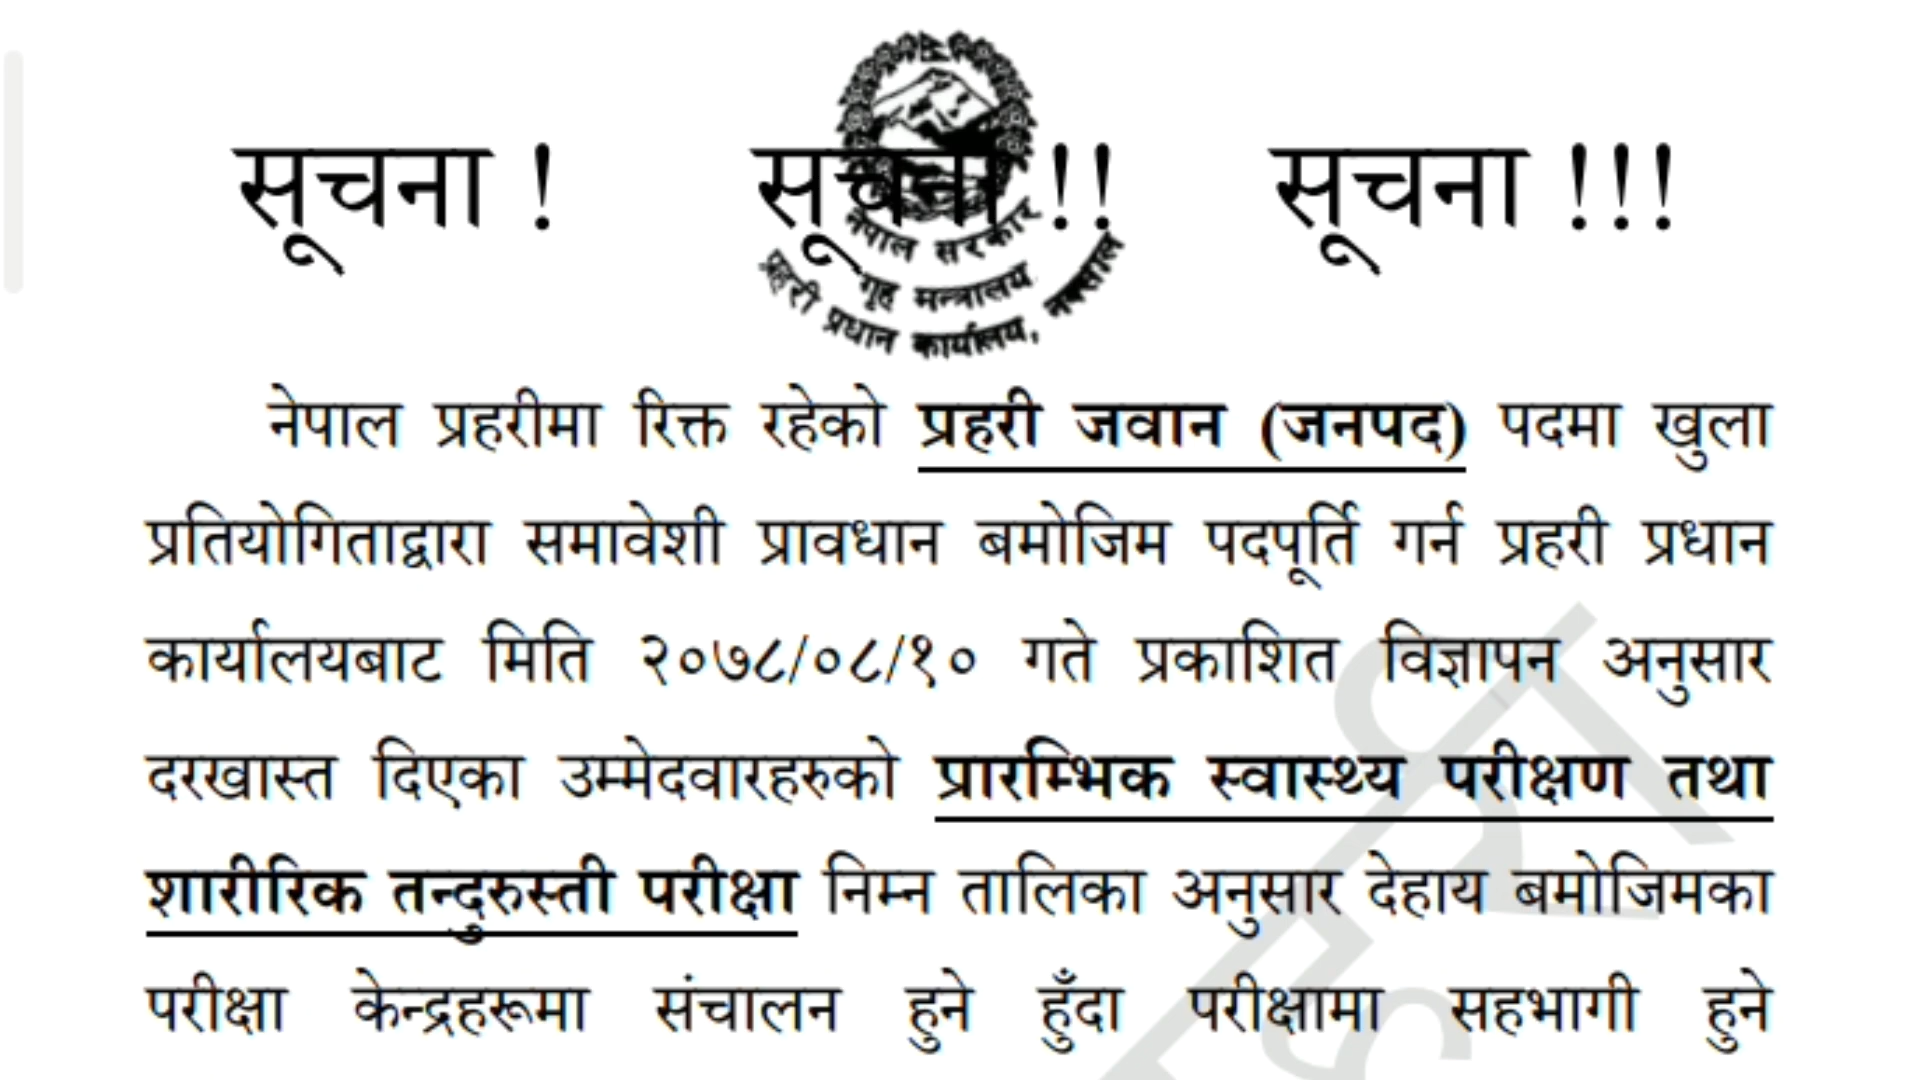 सूचना ! सूचना !! सूचना !!!
नेपाल सरकार
गृह मन्त्रालय
प्रहरी प्रधान कार्यालय, नक्साल
नेपाल प्रहरीमा रिक्त रहेको प्रहरी जवान (जनपद) पदमा खुला
प्रतियोगिताद्वारा समावेशी प्रावधान बमोजिम पदपूर्ति गर्न प्रहरी प्रधान
कार्यालयबाट मिति २०७८/०८/१० गते प्रकाशित विज्ञापन अनुसार
दरखास्त दिएका उम्मेदवारहरुको प्रारम्भिक स्वास्थ्य परीक्षण तथा
शारीरिक तन्दुरुस्ती परीक्षा निम्न तालिका अनुसार देहाय बमोजिमका
परीक्षा केन्द्रहरूमा संचालन हुने हुँदा परीक्षामा सहभागी हुने